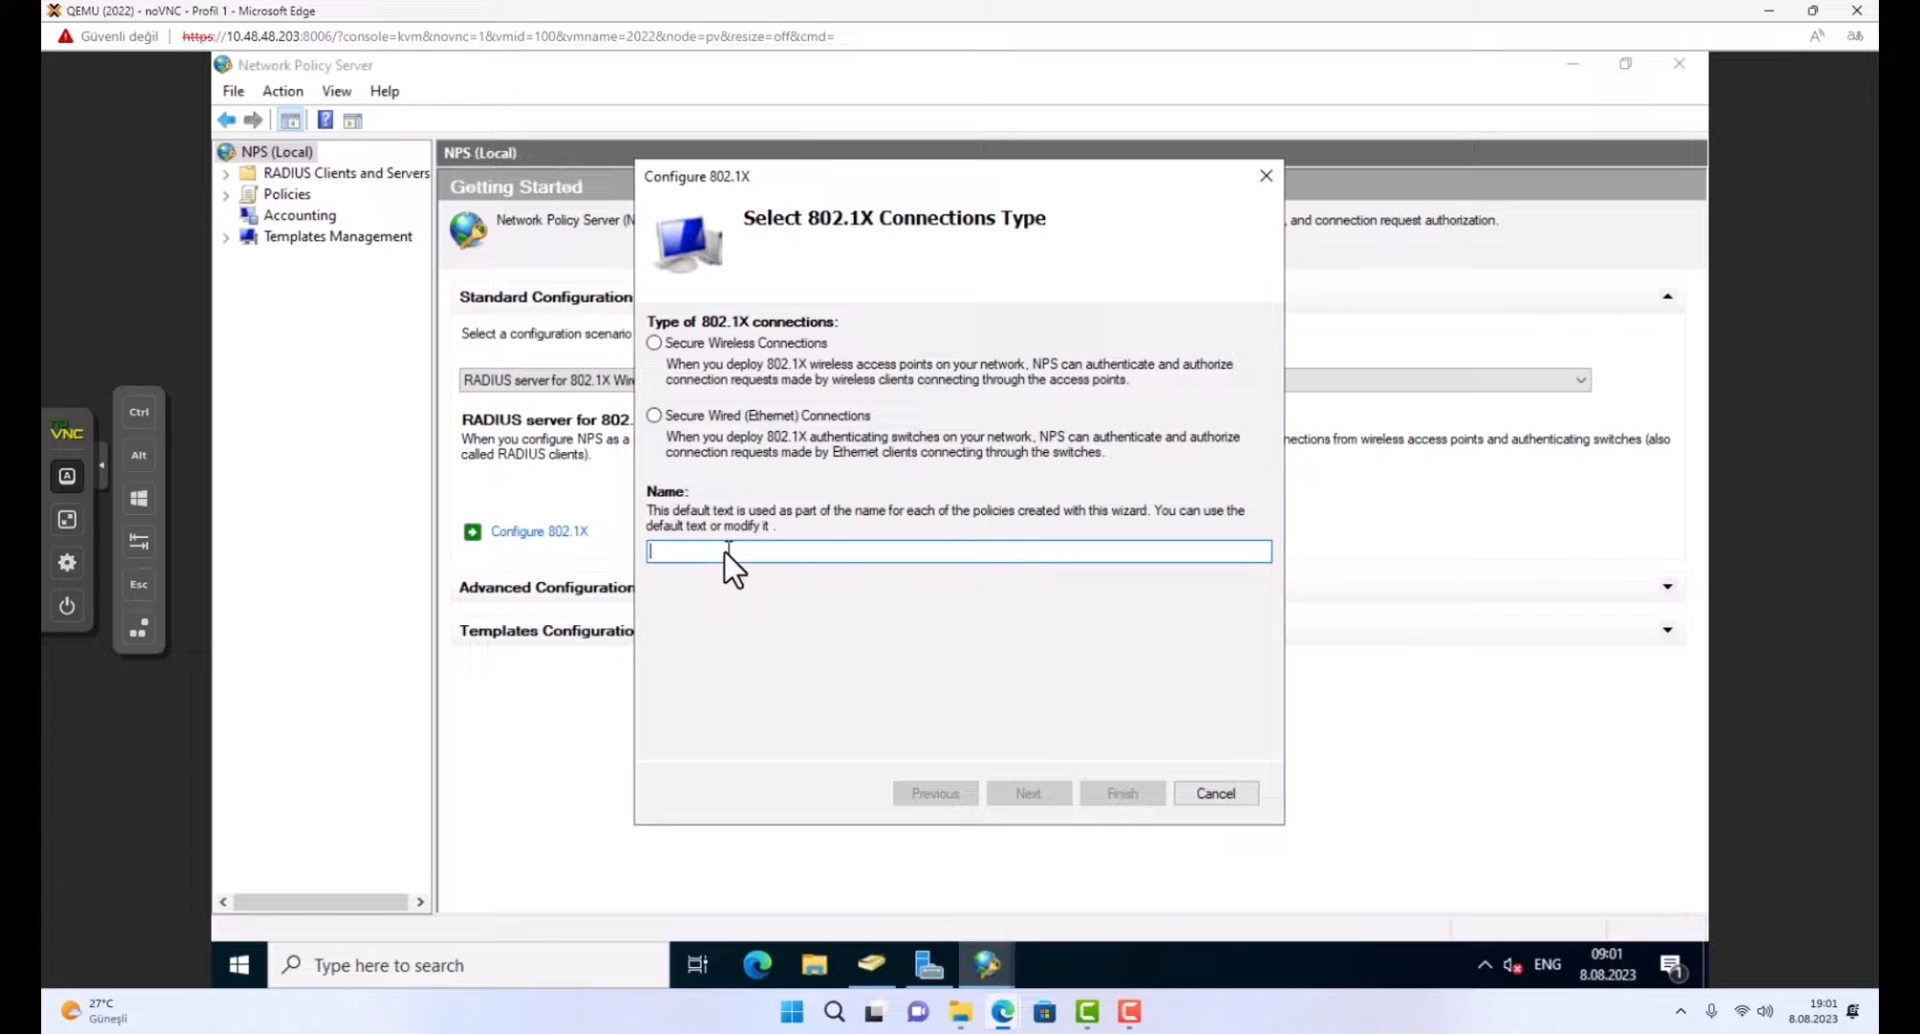 QEMU (2022) - noVNC - Profil 1 - Microsoft Edge
Güvenli değil
https://10.48.48.203:8006/?console=kvm&novnc=1&vmid=100&vmname=2022&node=pv&resize=off&cmd=
Network Policy Server
File Action View Help
NPS (Local)
RADIUS Clients and Servers
Policies
Accounting
Templates Management
NPS (Local)
Getting Started
Network Policy Server (N
, and connection request authorization.
Standard Configuration
Select a configuration scenario
RADIUS server for 802.1X Wire
RADIUS server for 802.
When you configure NPS as a
called RADIUS clients).
nections from wireless access points and authenticating switches (also
Configure 802.1X
Advanced Configuration
Templates Configuratio
Configure 802.1X
Select 802.1X Connections Type
Type of 802.1X connections:
Secure Wireless Connections
When you deploy 802.1X wireless access points on your network, NPS can authenticate and authorize
connection requests made by wireless clients connecting through the access points.
Secure Wired (Ethernet) Connections
When you deploy 802.1X authenticating switches on your network, NPS can authenticate and authorize
connection requests made by Ethernet clients connecting through the switches.
Name:
This default text is used as part of the name for each of the policies created with this wizard. You can use the
default text or modify it .
Previous Next Finish Cancel
no
VNC
A
Ctrl
Alt
Esc
Type here to search
ENG
09:01
8.08.2023
1
27°C
Güneşli
19:01
8.08.2023